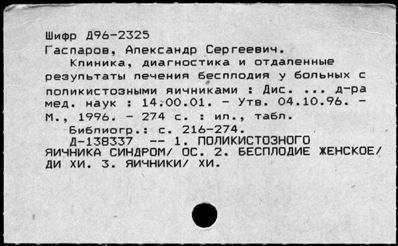 Шифр Д96-2325
Гаспаров, Александр Сергеевич.
Клиника, диагностика и отдаленные
результаты лечения бесплодия у больных с
поликистозными яичниками : Дис. ... д-ра
мед. наук : 14.00.01. - Утв. 04.10.96. -
М., 1996. - 274 с. : ил., табл.
Библиогр.: с. 216-274.
Д-138337 -- 1. ПОЛИКИСТОЗНОГО
ЯИЧНИКА СИНДРОМ/ ОС. 2. БЕСПЛОДИЕ ЖЕНСКОЕ/
ДИ ХИ. 3. ЯИЧНИКИ/ ХИ.